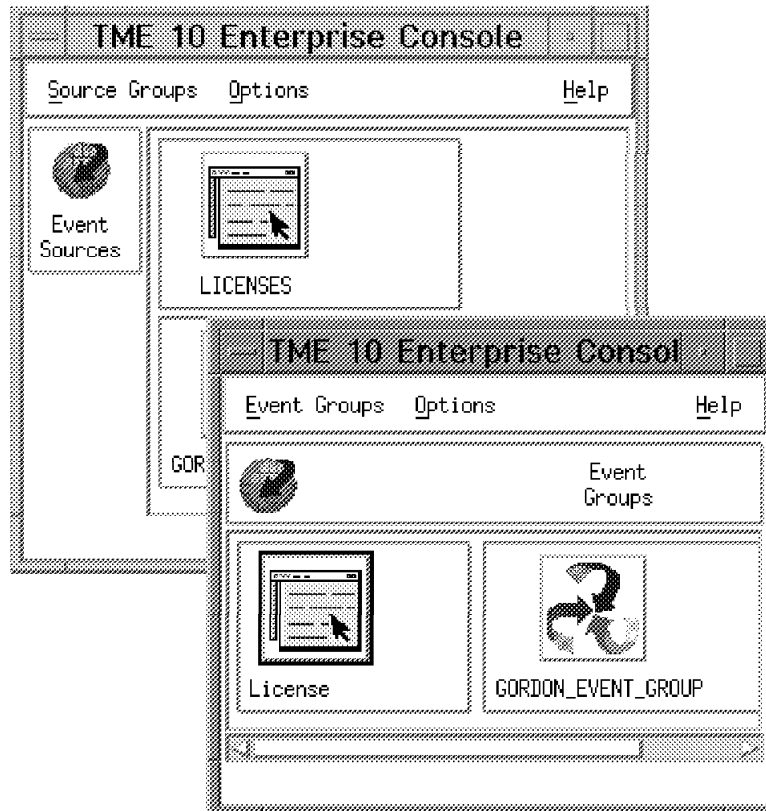 TME 10 Enterprise Console
Source Groups Options Help
Event
Sources
LICENSES
GOR
TME 10 Enterprise Consol
Event Groups Options Help
Event
Groups
License
GORDON_EVENT_GROUP